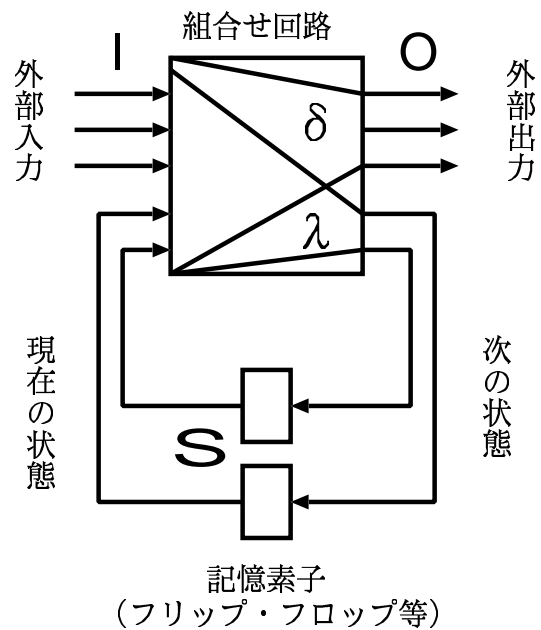 組合せ回路
I
O
外部入力
外部出力
δ
λ
現在の状態
次の状態
S
記憶素子
（フリップ・フロップ等）